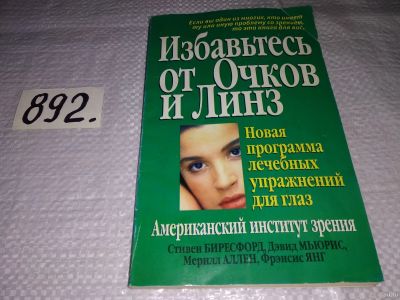 892.
Если вы один из многих, кто имеет
ту или иную проблему со зрением,
то эта книга для вас.
Избавьтесь
от Очков
и Линз
Новая
программа
лечебных
упражнений
для глаз
Американский институт зрения
Стивен БИРЕСФОРД, Дэвид МЬЮРИС,
Мерилл АЛЛЕН, Фрэнсис ЯНГ